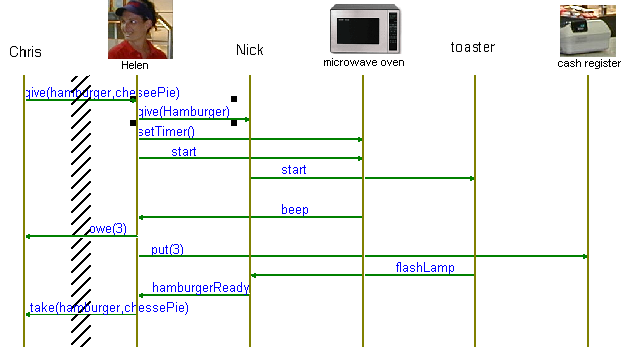 Chris
Helen
Nick
microwave oven
toaster
cash register
give(hamburger,cheseePie)
give(Hamburger)
setTimer()
start
start
beep
owe(3)
put(3)
flashLamp
hamburgerReady
take(hamburger,chessePie)